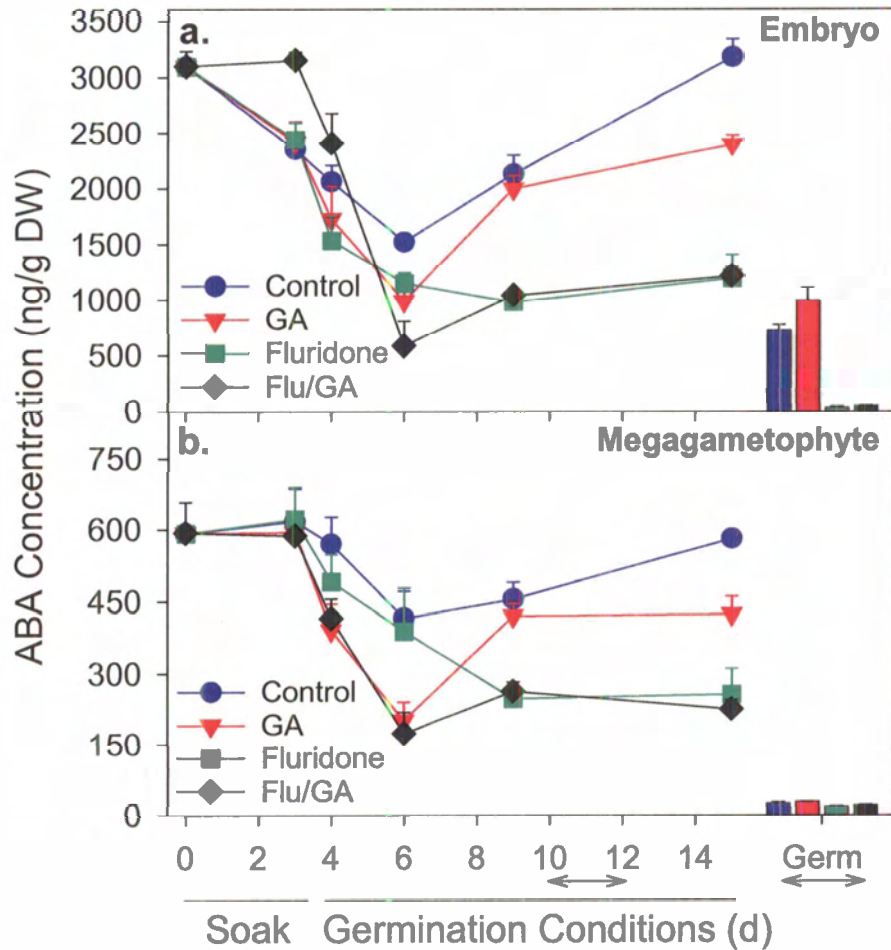 a. Embryo
ABA Concentration (ng/g DW)
3500
3000
2500
2000
1500
1000
500
0
Control
GA
Fluridone
Flu/GA
b. Megagametophyte
750
600
450
300
150
0
Control
GA
Fluridone
Flu/GA
0 2 4 6 8 10 12 14 Germ
Soak Germination Conditions (d)